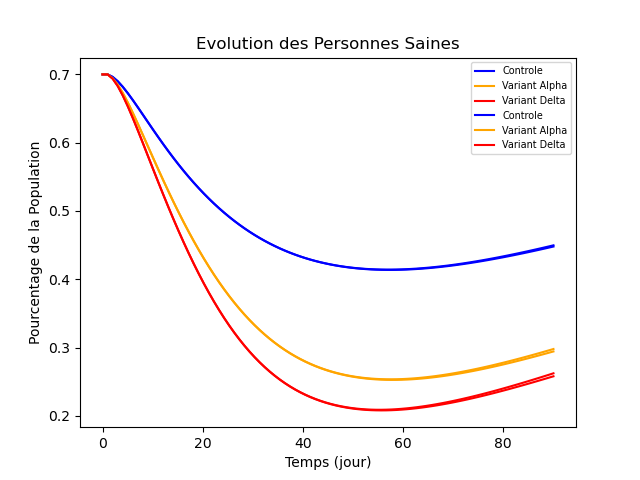 Evolution des Personnes Saines
Pourcentage de la Population
0.7
0.6
0.5
0.4
0.3
0.2
Controle
Variant Alpha
Variant Delta
Controle
Variant Alpha
Variant Delta
0
20
40
60
80
Temps (jour)